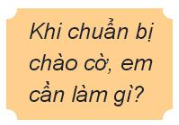 Khi chuẩn bị
chào cờ, em
cần làm gì?